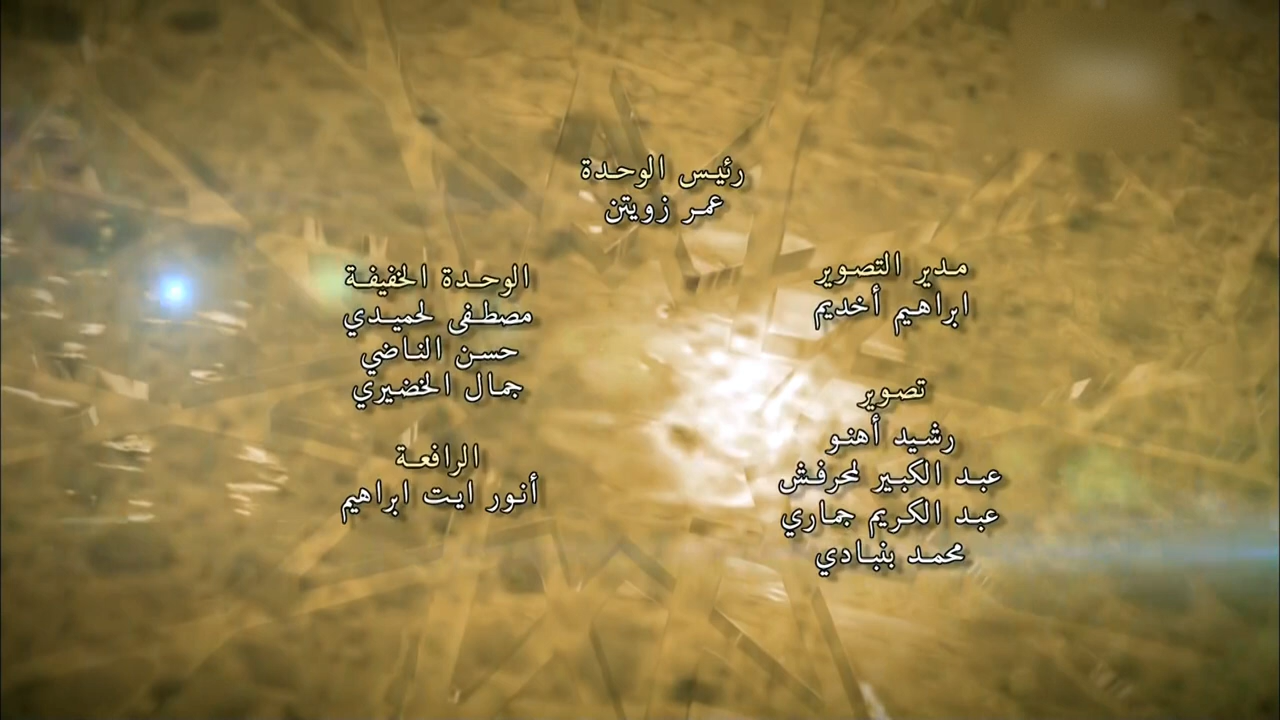 رئيس الوحدة
عمر زويتن
مدير التصوير
ابراهيم أخديم
تصوير
رشيد أهنو
عبد الكبير لمحرفش
عبد الكريم جماري
محمد بنبادي
الوحدة الخفيفة
مصطفى لحميدي
حسن الناضي
جمال الخضيري
الرافعة
أنور ايت ابراهيم